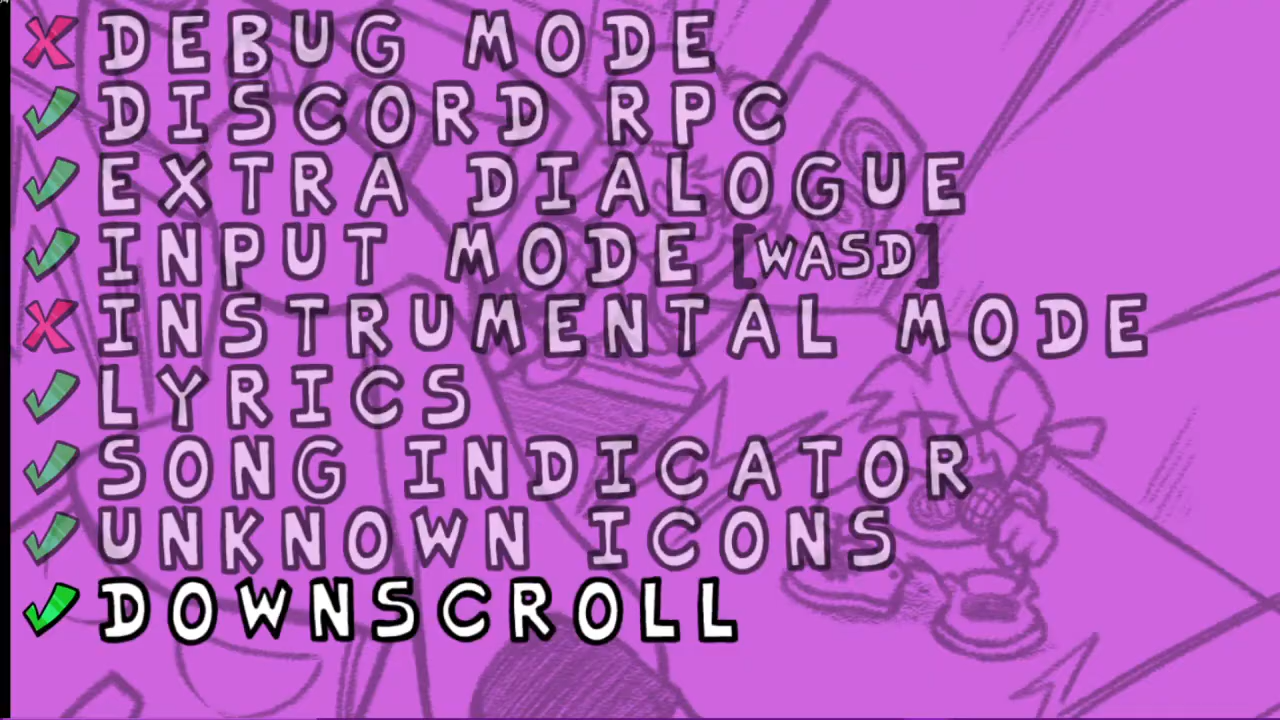 DEBUG MODE
DISCORD RPC
EXTRA DIALOGUE
INPUT MODE [WASD]
INSTRUMENTAL MODE
LYRICS
SONG INDICATOR
UNKNOWN ICONS
DOWNSCROLL